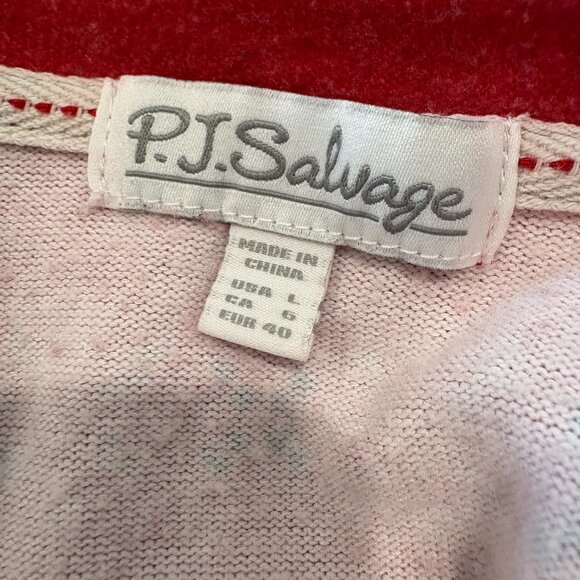 P.J.Salvage
MADE IN
CHINA
USA L
CA G
EUR 40